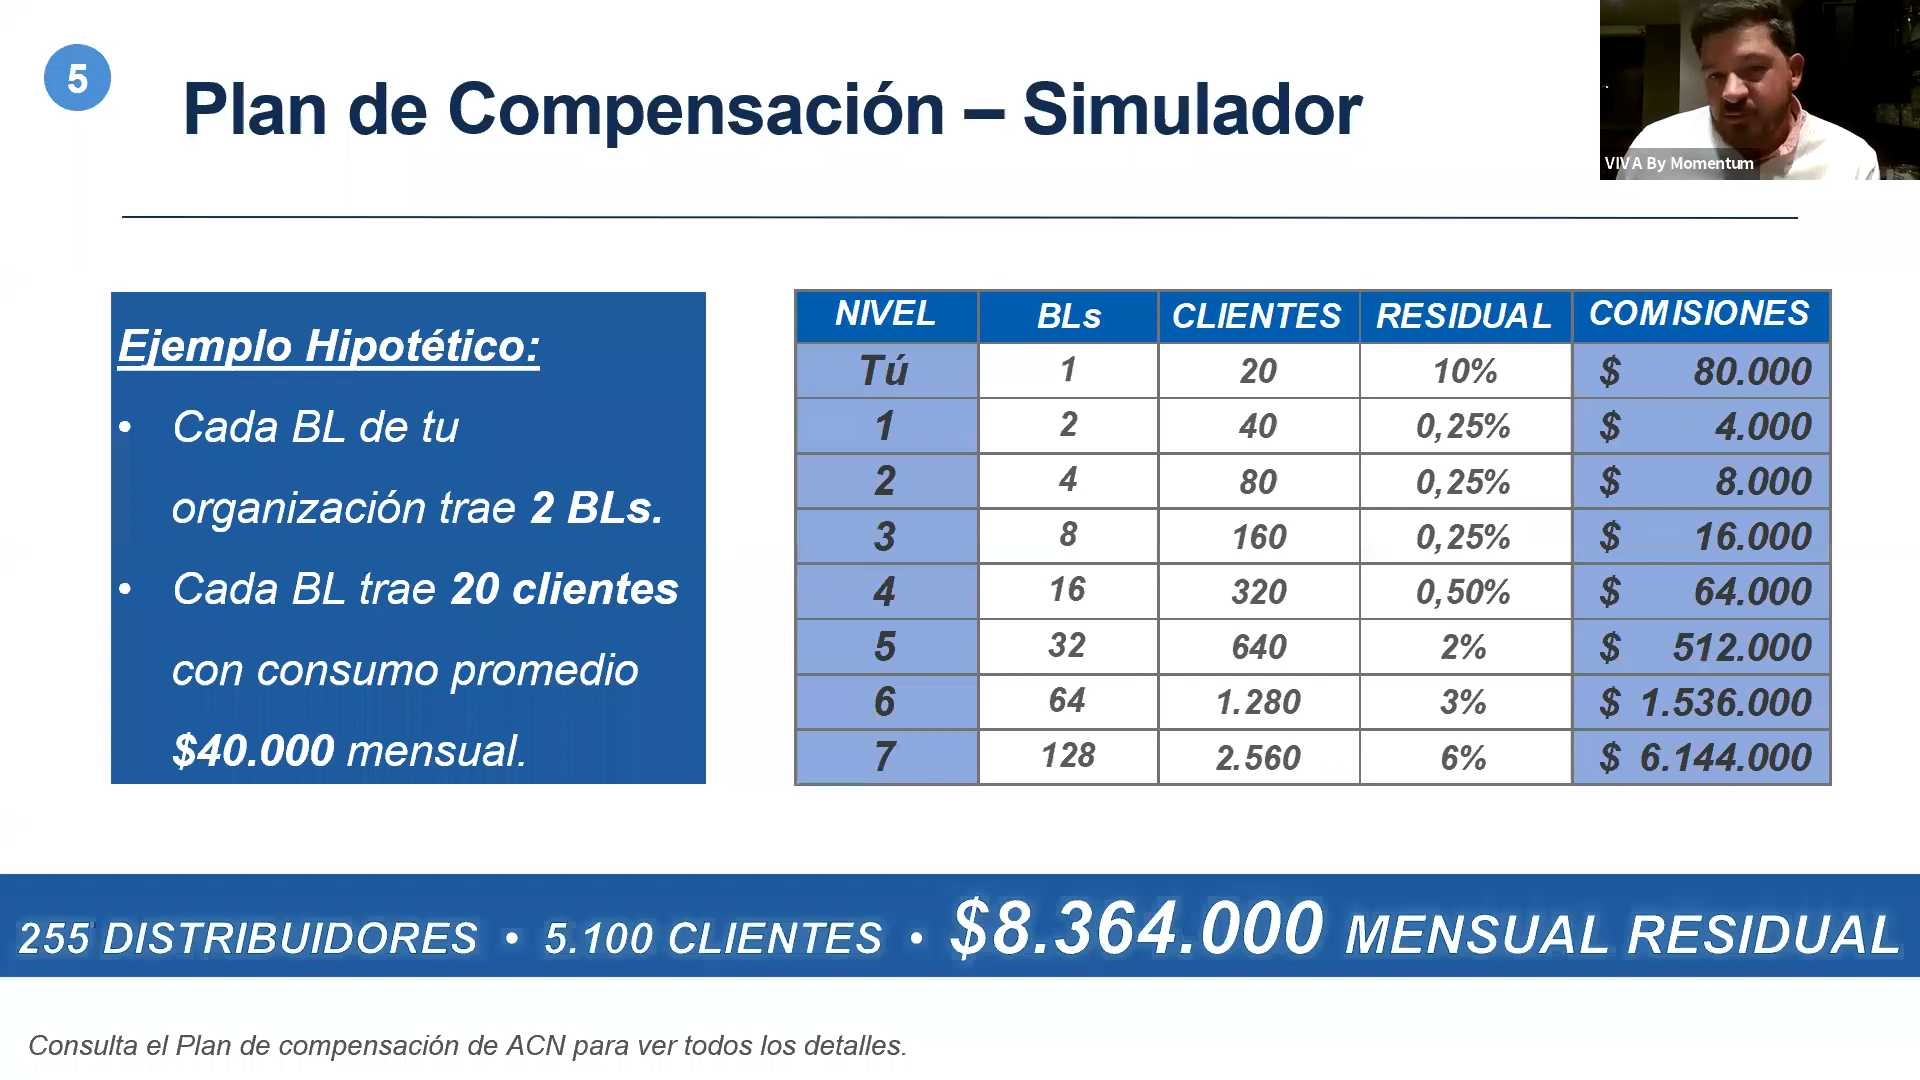 5
Plan de Compensación – Simulador
VIVA By Momentum
Ejemplo Hipotético:
• Cada BL de tu
organización trae 2 BLs.
• Cada BL trae 20 clientes
con consumo promedio
$40.000 mensual.
NIVEL BLs CLIENTES RESIDUAL COMISIONES
Tú 1 20 10% $ 80.000
1 2 40 0,25% $ 4.000
2 4 80 0,25% $ 8.000
3 8 160 0,25% $ 16.000
4 16 320 0,50% $ 64.000
5 32 640 2% $ 512.000
6 64 1.280 3% $ 1.536.000
7 128 2.560 6% $ 6.144.000
255 DISTRIBUIDORES • 5.100 CLIENTES • $8.364.000 MENSUAL RESIDUAL
Consulta el Plan de compensación de ACN para ver todos los detalles.